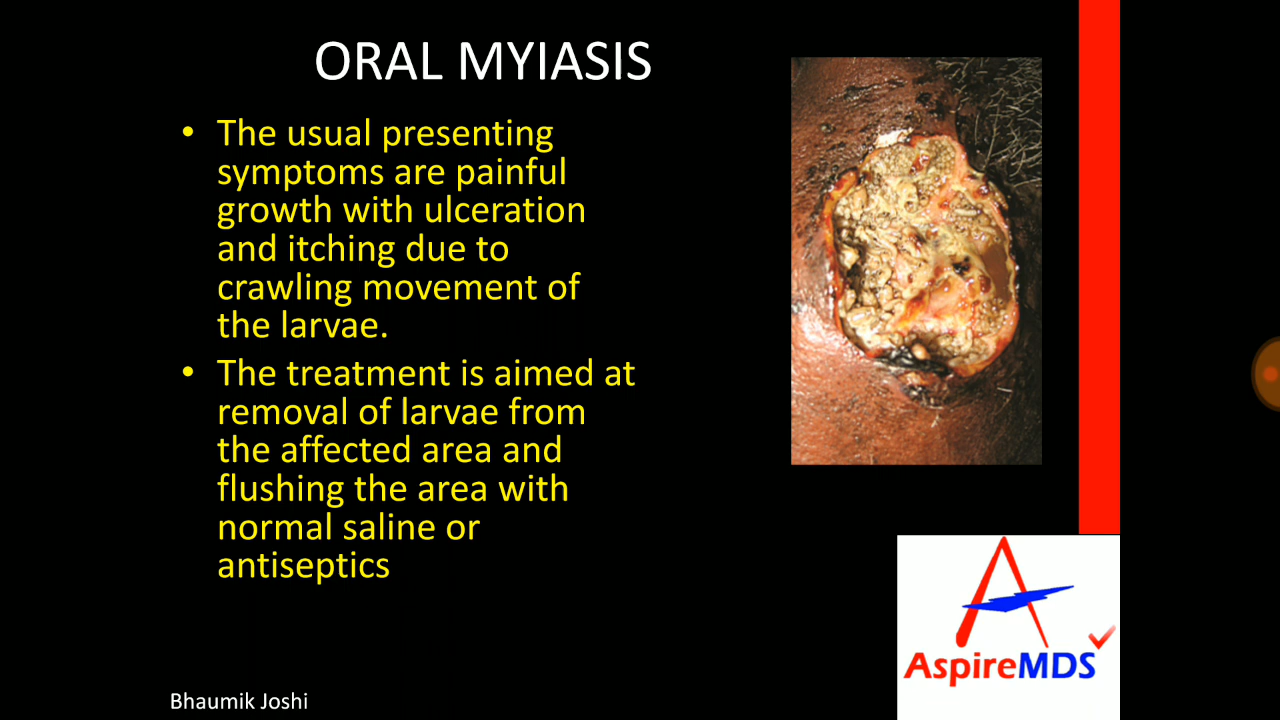 ORAL MYIASIS
• The usual presenting
symptoms are painful
growth with ulceration
and itching due to
crawling movement of
the larvae.
• The treatment is aimed at
removal of larvae from
the affected area and
flushing the area with
normal saline or
antiseptics
AspireMDS
Bhaumik Joshi